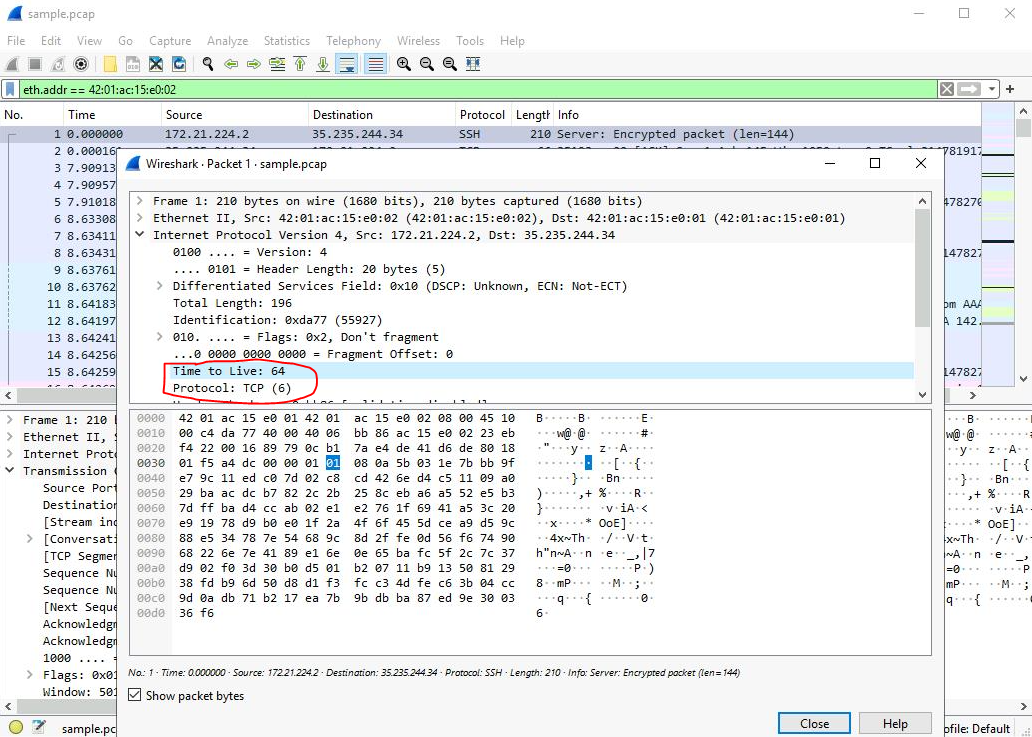 sample.pcap
File Edit View Go Capture Analyze Statistics Telephony Wireless Tools Help
eth.addr == 42:01:ac:15:e0:02
No. Time Source Destination Protocol Length Info
1 0.000000 172.21.224.2 35.235.244.34 SSH 210 Server: Encrypted packet (len=144)
2 0.00016
3 7.90913
4 7.90957
5 7.91018
6 8.63308
7 8.63411
8 8.63431
9 8.63761
10 8.63762
11 8.64183
12 8.64197
13 8.64241
14 8.64256
15 8.64259
Wireshark · Packet 1 · sample.pcap
Frame 1: 210 bytes on wire (1680 bits), 210 bytes captured (1680 bits)
Ethernet II, Src: 42:01:ac:15:e0:02 (42:01:ac:15:e0:02), Dst: 42:01:ac:15:e0:01 (42:01:ac:15:e0:01)
Internet Protocol Version 4, Src: 172.21.224.2, Dst: 35.235.244.34
0100 .... = Version: 4
.... 0101 = Header Length: 20 bytes (5)
Differentiated Services Field: 0x10 (DSCP: Unknown, ECN: Not-ECT)
Total Length: 196
Identification: 0xda77 (55927)
010. .... = Flags: 0x2, Don't fragment
...0 0000 0000 0000 = Fragment Offset: 0
Time to Live: 64
Protocol: TCP (6)
0000 42 01 ac 15 e0 01 42 01 ac 15 e0 02 08 00 45 10 B·····B· ······E·
0010 00 c4 da 77 40 00 40 06 bb 86 ac 15 e0 02 23 eb ···w@·@· ······#·
0020 f4 22 00 16 89 79 0c b1 7a e4 de 41 d6 de 80 18 ·"···y·· z··A····
0030 01 f5 a4 dc 00 00 01 01 08 0a 5b 03 1e 7b bb 9f ········ ··[··{··
0040 e7 9c 11 ed c0 7d 02 c8 cd 42 6e d4 c5 11 09 a0 ·····}·· ·Bn·····
0050 29 ba ac dc b7 82 2c 2b 25 8c eb a6 a5 52 e5 b3 )·····,+ %····R··
0060 7d ff ba d4 cc ab 02 e1 e2 76 1f 69 41 a5 3c 20 }······· ·v·iA·<
0070 e9 19 78 d9 b0 e0 1f 2a 4f 6f 45 5d ce a9 d5 9c ··x····* OoE]····
0080 88 e5 34 78 7e 54 68 9c 8d 2f fe 0d 56 f6 74 90 ··4x~Th· ·/··V·t·
0090 68 22 6e 7e 41 89 e1 6e 0e 65 ba fc 5f 2c 7c 37 h"n~A··n ·e··_,|7
00a0 d9 02 f0 3d 30 b0 d5 01 b2 07 11 b9 13 50 81 29 ···=0··· ·····P·)
00b0 38 fd b9 6d 50 d8 d1 f3 fc c3 4d fe c6 3b 04 cc 8··mP··· ··M··;··
00c0 9d 0a db 71 b2 17 ea 7b 9b db ba 87 ed 9e 30 03 ···q···{ ······0·
00d0 36 f6 6·
No.: 1 · Time: 0.000000 · Source: 172.21.224.2 · Destination: 35.235.244.34 · Protocol: SSH · Length: 210 · Info: Server: Encrypted packet (len=144)
Show packet bytes
Close Help
Frame 1: 210
Ethernet II,
Internet Proto
Transmission
Source Port
Destination
[Stream
[Conversati
[TCP Segmen
Sequence Nu
Sequence Nu
[Next Seque
Acknowledgm
Acknowledgm
1000 .... =
Flags: 0x01
Window: 501
sample.pc
ofile: Default